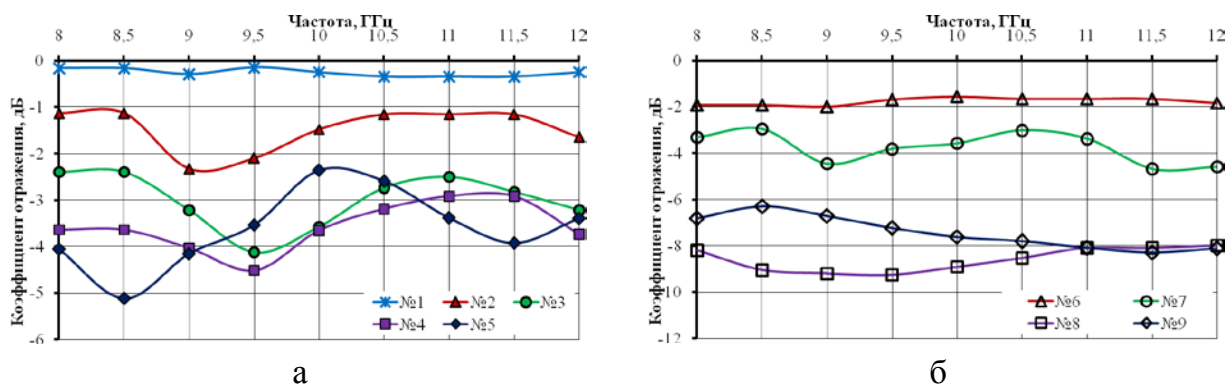 Частота, ГГц
8 8,5 9 9,5 10 10,5 11 11,5 12
0
-1
-2
-3
-4
-5
-6
Коэффициент отражения, дБ
№1 №2 №3
№4 №5
а
Частота, ГГц
8 8,5 9 9,5 10 10,5 11 11,5 12
0
-2
-4
-6
-8
-10
-12
Коэффициент отражения, дБ
№6 №7
№8 №9
б